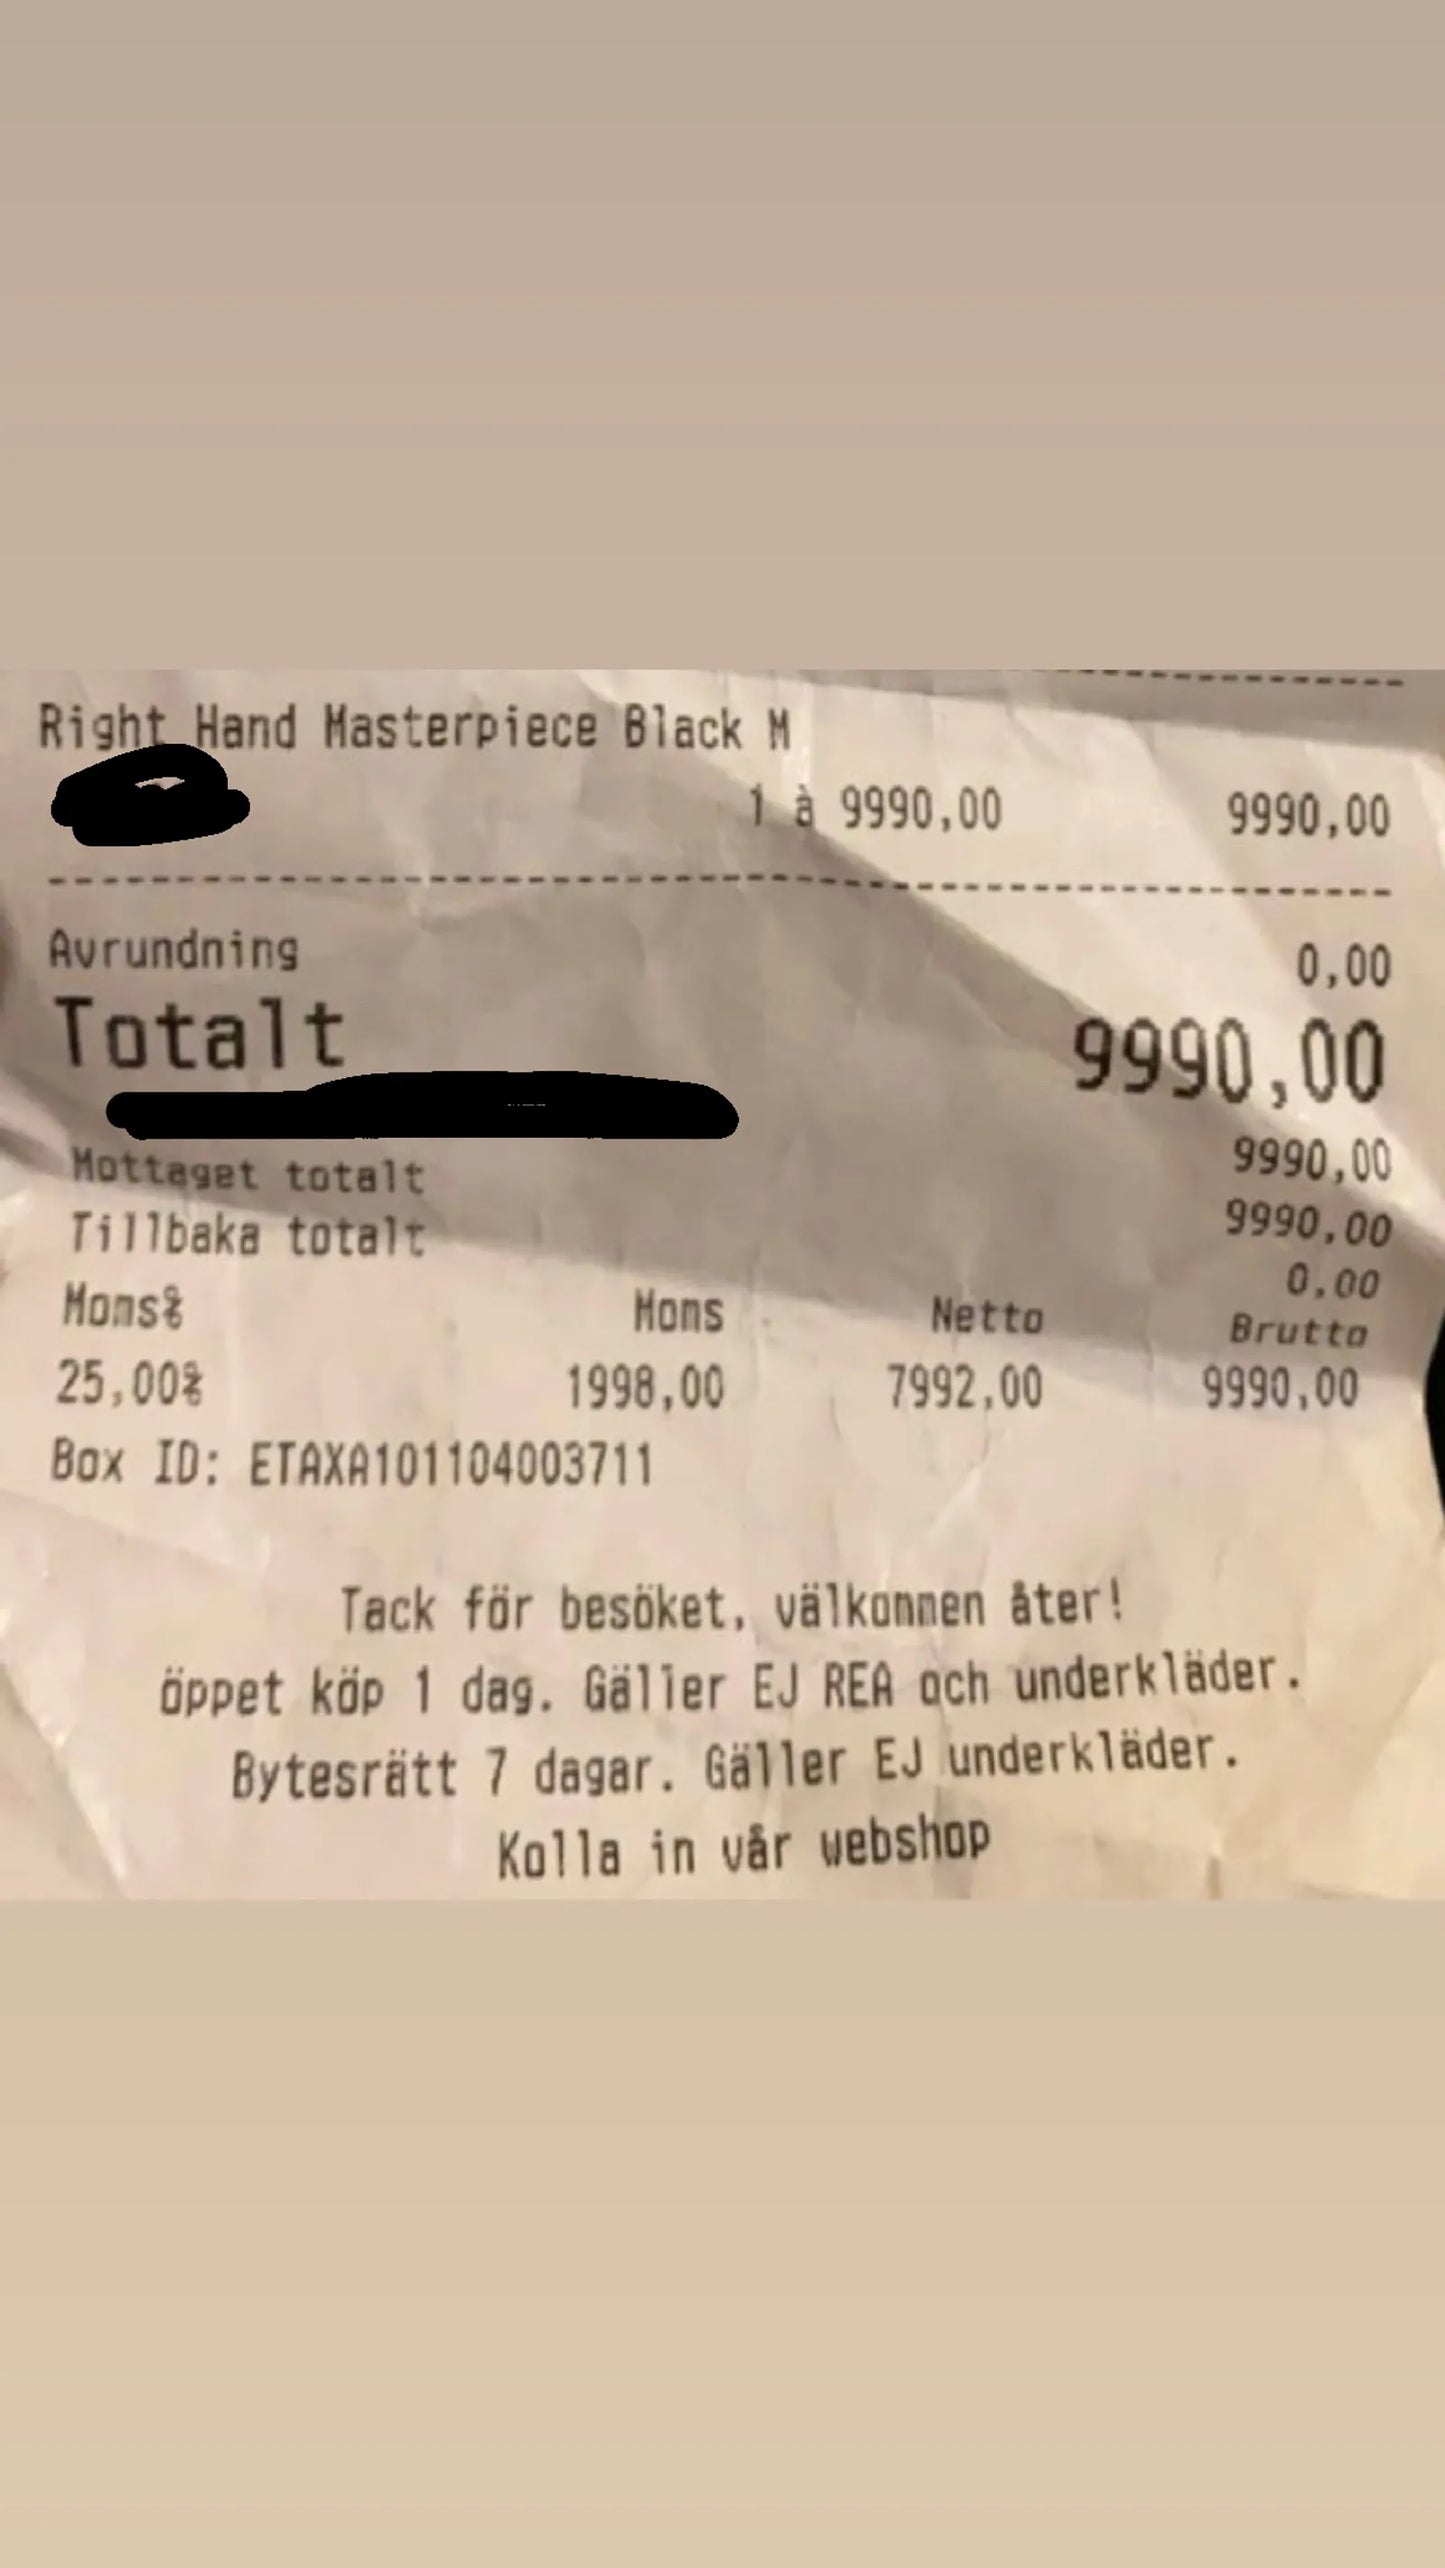 Right Hand Masterpiece Black M
1 à 9990,00 9990,00
Avrundning 0,00
Totalt 9990,00
9990,00
Mottaget totalt 9990,00
Tillbaka totalt 0,00
Moms% Moms Netto Brutto
25,00% 1998,00 7992,00 9990,00
Box ID: ETAXA101104003711
Tack för besöket, välkommen åter!
öppet köp 1 dag. Gäller EJ REA och underkläder.
Bytesrätt 7 dagar. Gäller EJ underkläder.
Kolla in vår webshop